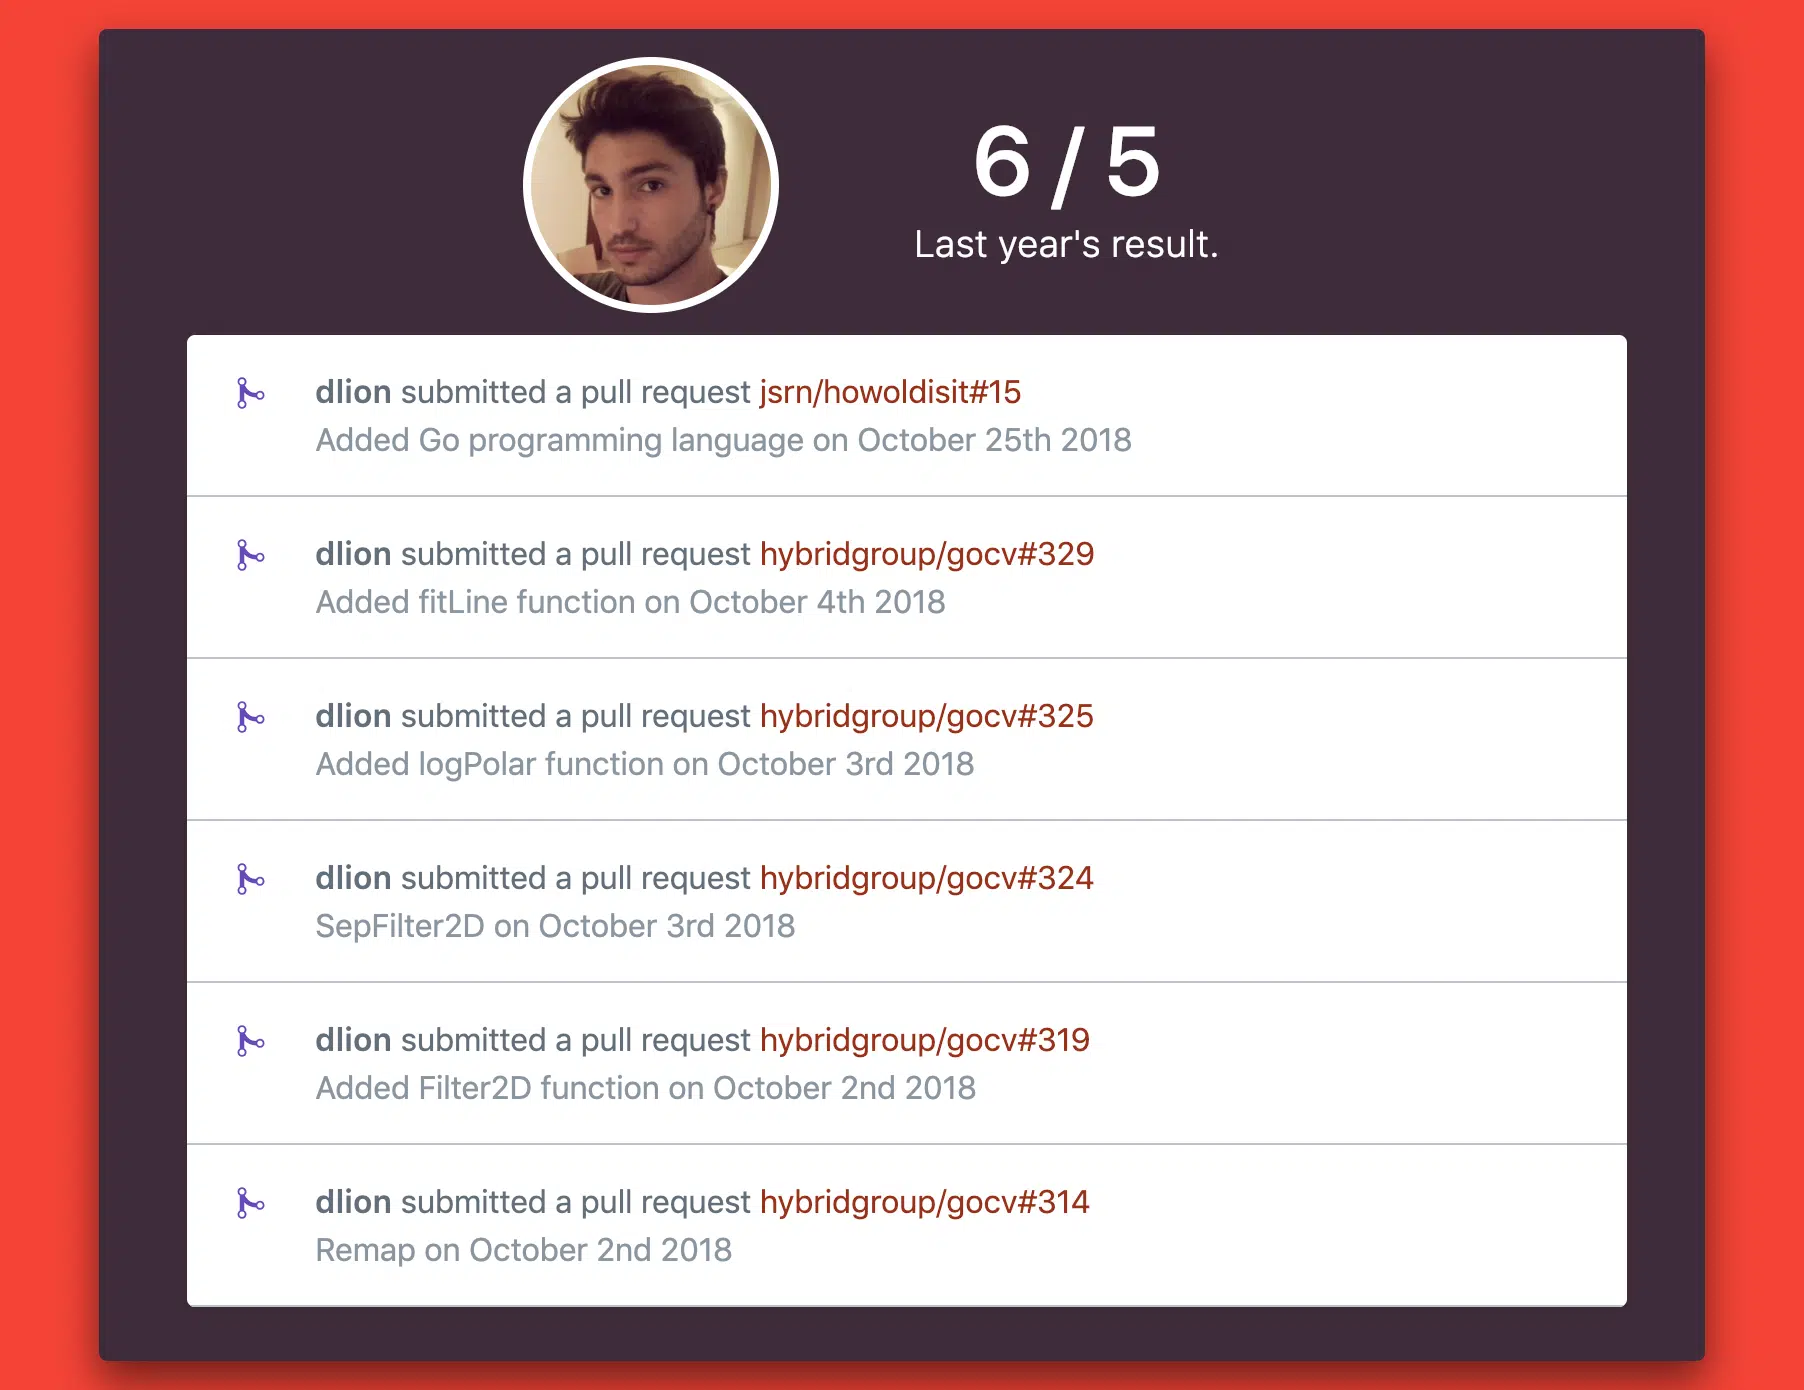 6 / 5
Last year's result.
dlion submitted a pull request jsrn/howoldisit#15
Added Go programming language on October 25th 2018
dlion submitted a pull request hybridgroup/gocv#329
Added fitLine function on October 4th 2018
dlion submitted a pull request hybridgroup/gocv#325
Added logPolar function on October 3rd 2018
dlion submitted a pull request hybridgroup/gocv#324
SepFilter2D on October 3rd 2018
dlion submitted a pull request hybridgroup/gocv#319
Added Filter2D function on October 2nd 2018
dlion submitted a pull request hybridgroup/gocv#314
Remap on October 2nd 2018